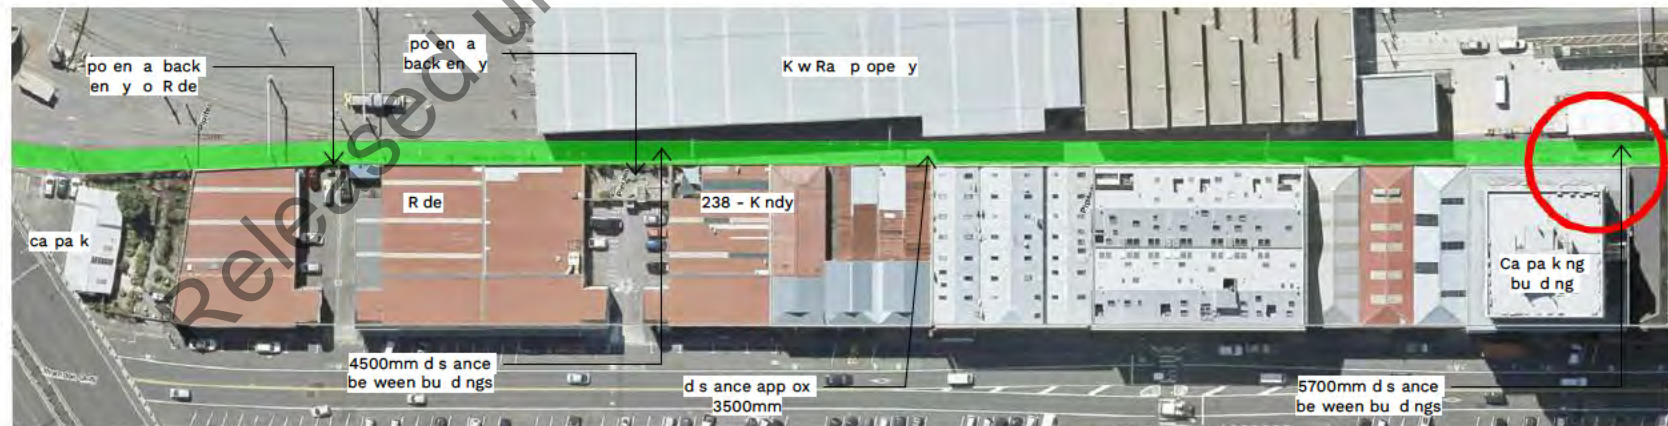 po en a back
en y o R de
po en a
back en y
K w Ra p ope y
R de
238 - K ndy
ca pa k
Ca pa k ng
bu d ng
4500mm d s ance
be ween bu d ngs
d s ance app ox
3500mm
5700mm d s ance
be ween bu d ngs
Released u